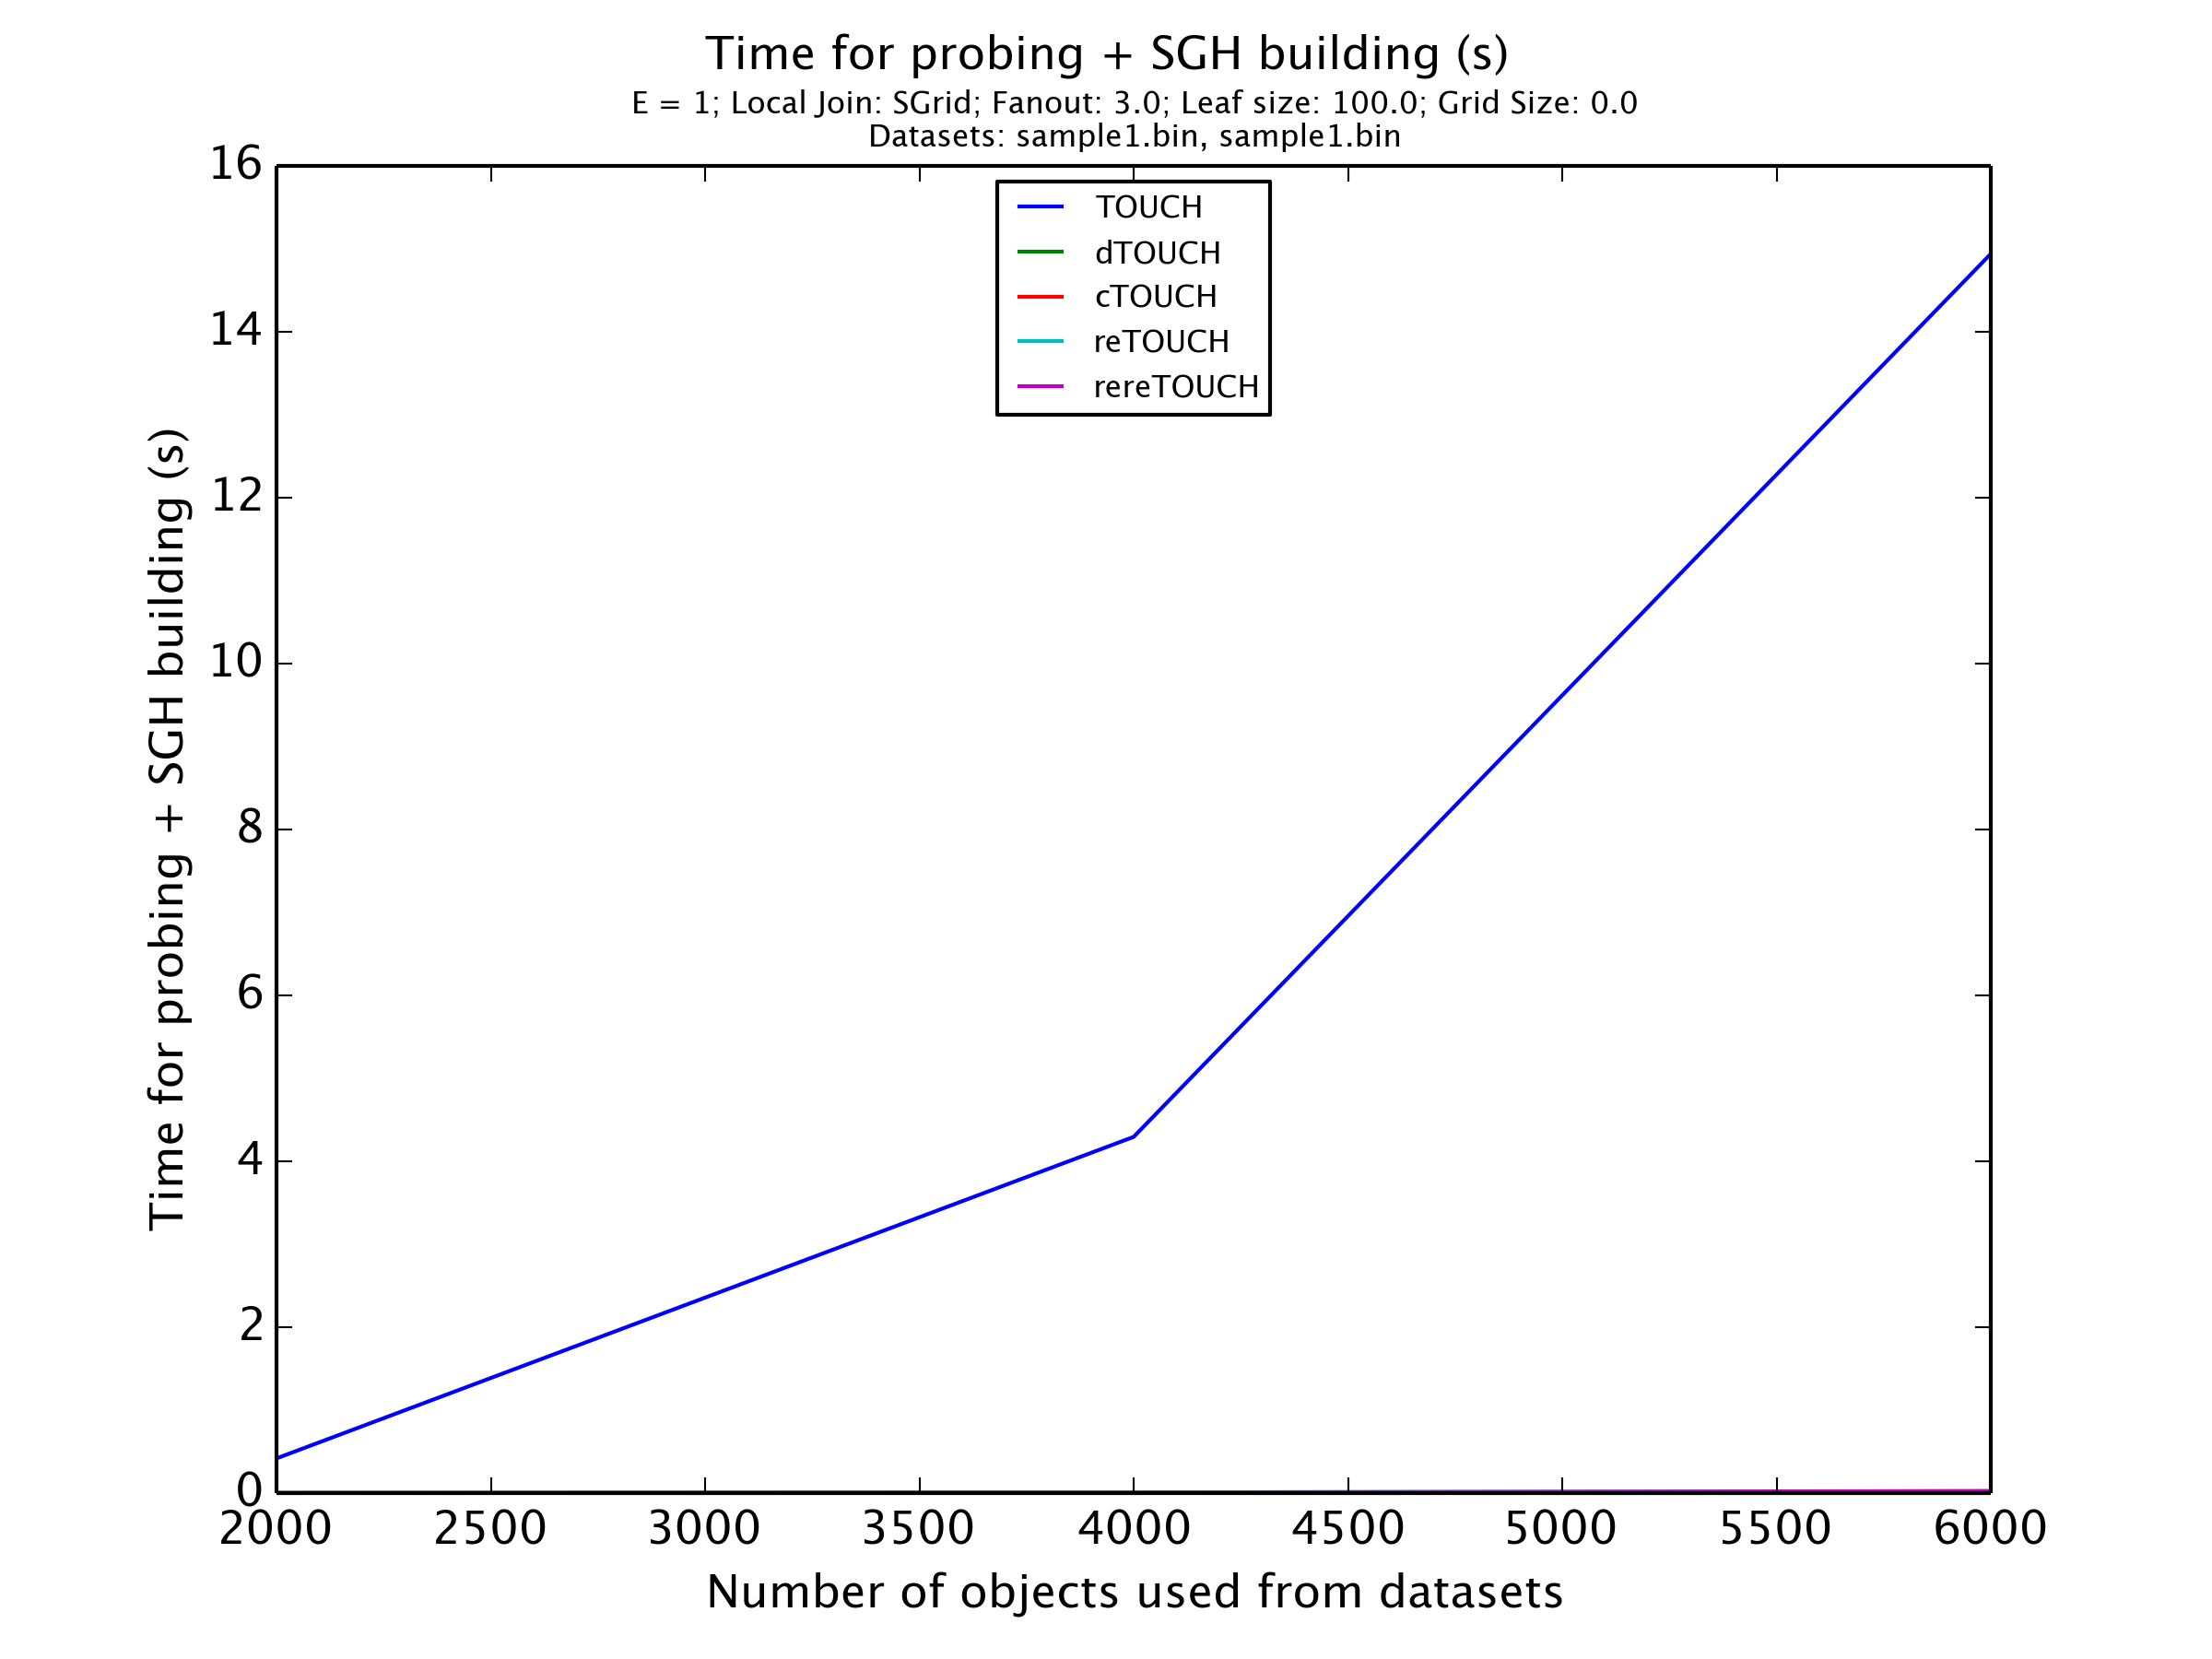 Time for probing + SGH building (s)
E = 1; Local Join: SGrid; Fanout: 3.0; Leaf size: 100.0; Grid Size: 0.0
Datasets: sample1.bin, sample1.bin
TOUCH
dTOUCH
cTOUCH
reTOUCH
rereTOUCH
Time for probing + SGH building (s)
16
14
12
10
8
6
4
2
0
2000 2500 3000 3500 4000 4500 5000 5500 6000
Number of objects used from datasets